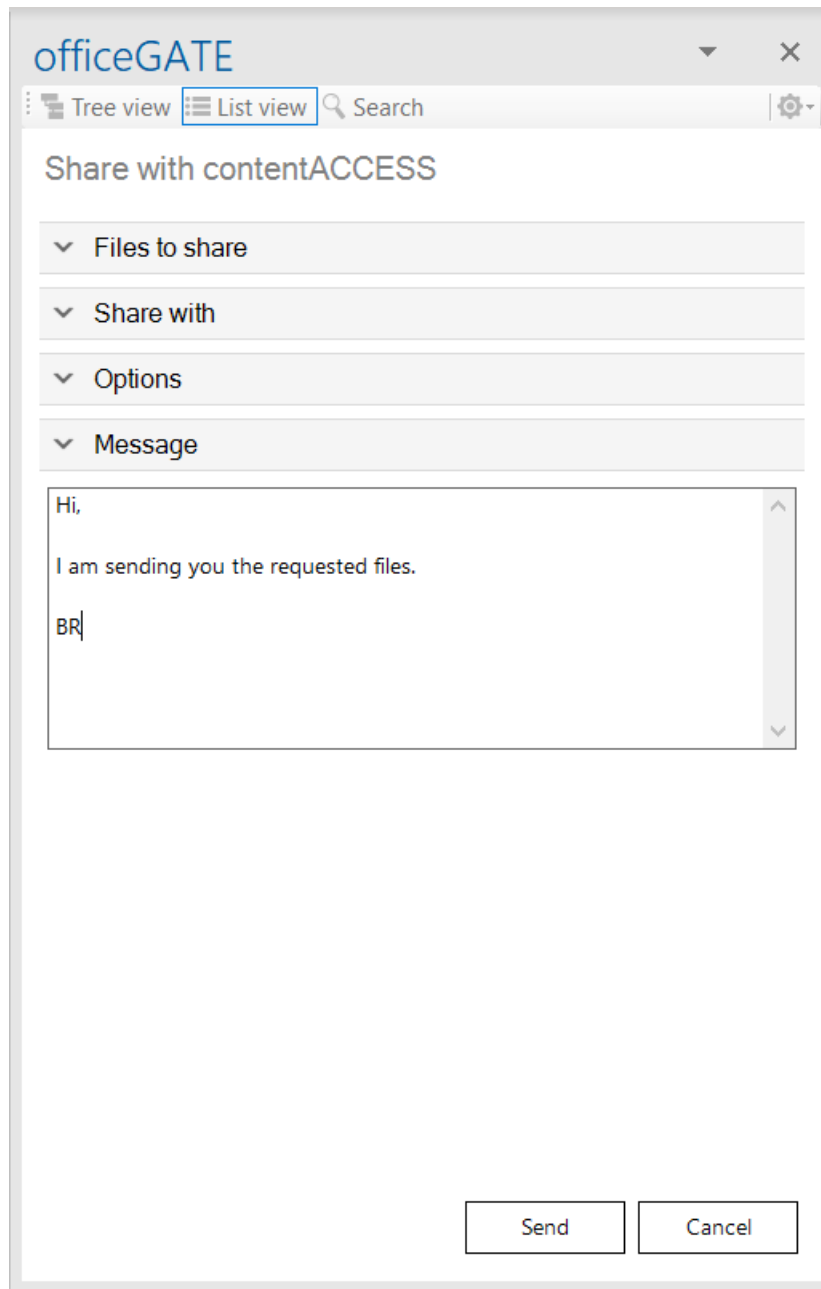 officeGATE
Tree view List view Search
Share with contentACCESS
Files to share
Share with
Options
Message
Hi,
I am sending you the requested files.
BR
Send Cancel